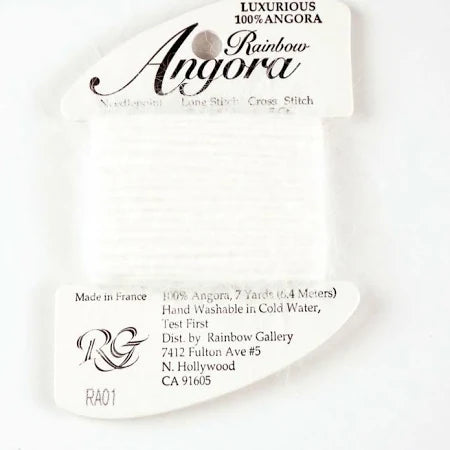 LUXURIOUS
100% ANGORA
Rainbow
Angora
Needlepoint Long Stitch Cross Stitch
Made in France
100% Angora, 7 Yards (6.4 Meters)
Hand Washable in Cold Water,
Test First
Dist. by Rainbow Gallery
7412 Fulton Ave #5
N. Hollywood
CA 91605
RG
RA01